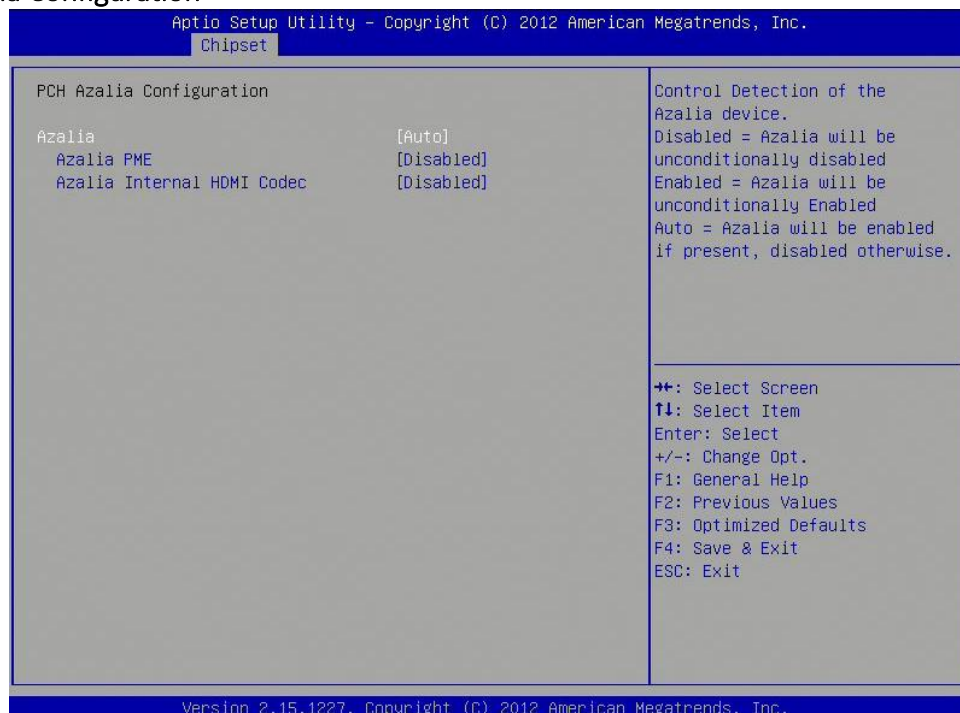 Configuration
Aptio Setup Utility – Copyright (C) 2012 American Megatrends, Inc.
Chipset
PCH Azalia Configuration
Azalia [Auto]
Azalia PME [Disabled]
Azalia Internal HDMI Codec [Disabled]
Control Detection of the
Azalia device.
Disabled = Azalia will be
unconditionally disabled
Enabled = Azalia will be
unconditionally Enabled
Auto = Azalia will be enabled
if present, disabled otherwise.
→←: Select Screen
↑↓: Select Item
Enter: Select
+/-: Change Opt.
F1: General Help
F2: Previous Values
F3: Optimized Defaults
F4: Save & Exit
ESC: Exit
Version 2.15.1227. Copyright (C) 2012 American Megatrends, Inc.